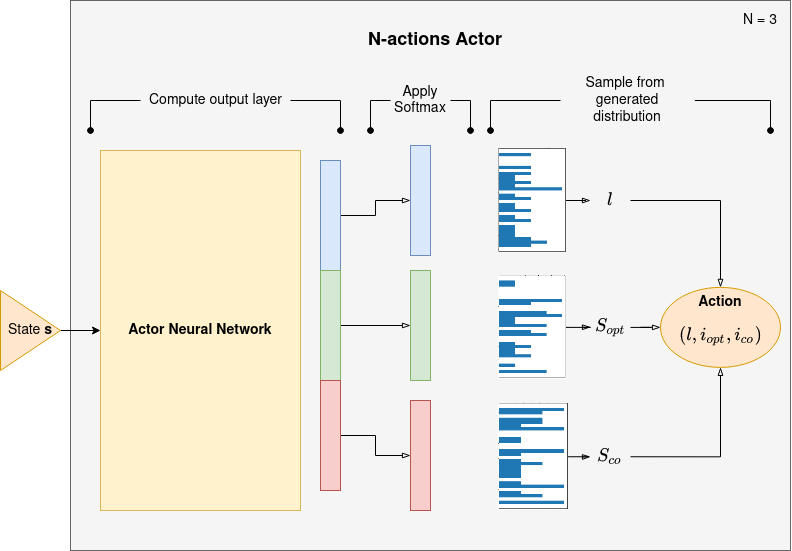 N = 3
N-actions Actor
Compute output layer
Apply
Softmax
Sample from
generated
distribution
l
State s
Actor Neural Network
S_{opt}
Action
(l, i_{opt}, i_{co})
S_{co}